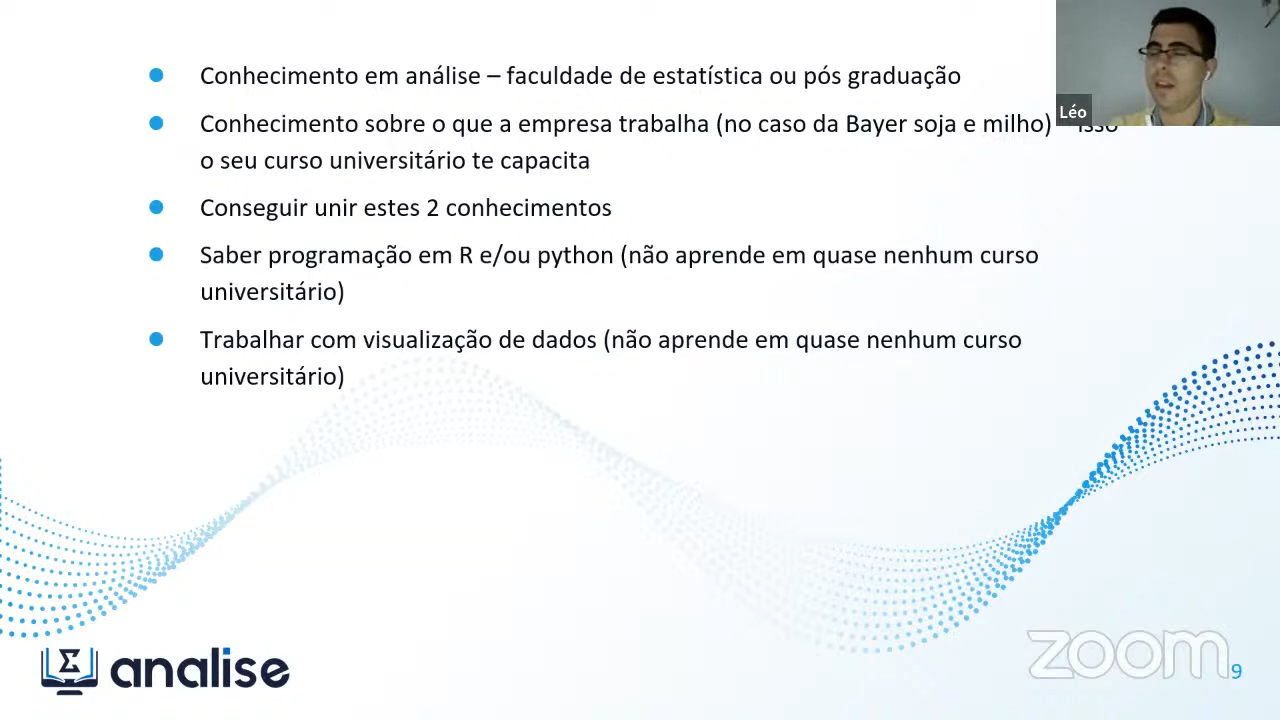 Conhecimento em análise – faculdade de estatística ou pós graduação
Conhecimento sobre o que a empresa trabalha (no caso da Bayer soja e milho)
o seu curso universitário te capacita
Conseguir unir estes 2 conhecimentos
Saber programação em R e/ou python (não aprende em quase nenhum curso
universitário)
Trabalhar com visualização de dados (não aprende em quase nenhum curso
universitário)
Léo
analise
zoom
9